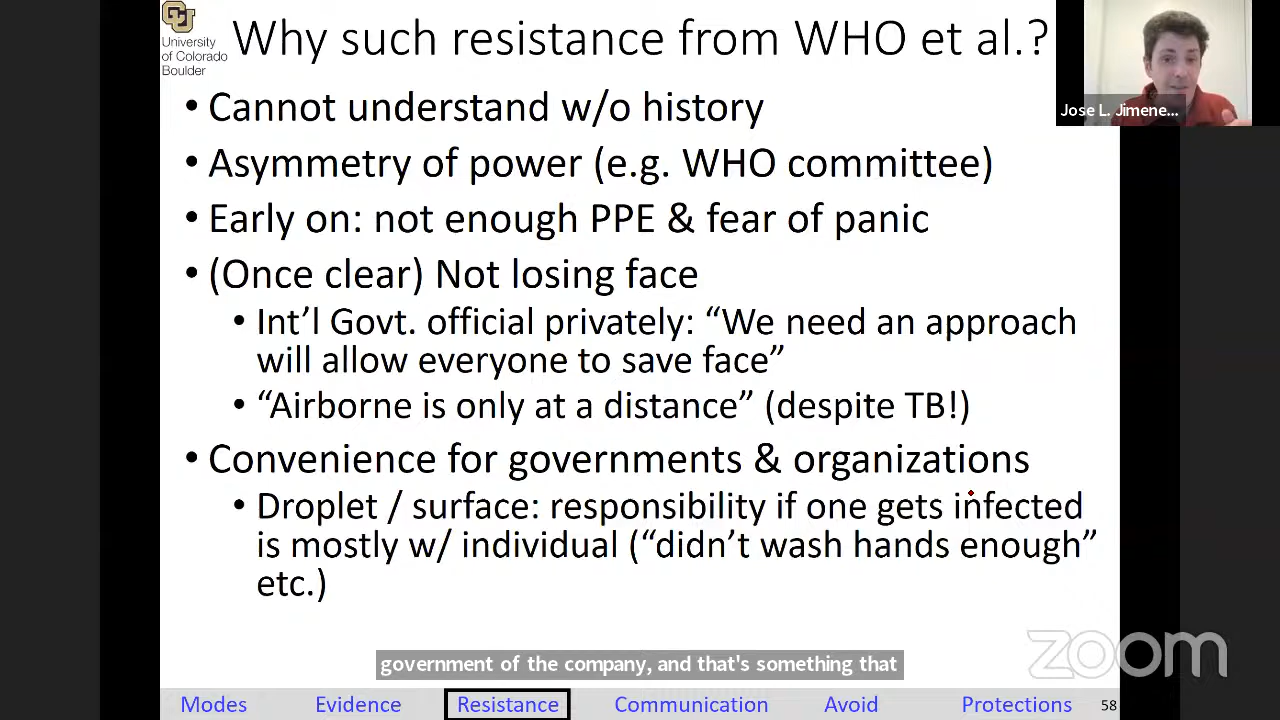 University
of Colorado
Boulder
Why such resistance from WHO et al.?
Jose L. Jimene...
• Cannot understand w/o history
• Asymmetry of power (e.g. WHO committee)
• Early on: not enough PPE & fear of panic
• (Once clear) Not losing face
• Int'l Govt. official privately: “We need an approach
will allow everyone to save face”
• “Airborne is only at a distance” (despite TB!)
• Convenience for governments & organizations
• Droplet / surface: responsibility if one gets infected
is mostly w/ individual (“didn't wash hands enough”
etc.)
government of the company, and that's something that
zoom
Modes Evidence Resistance Communication Avoid Protections 58